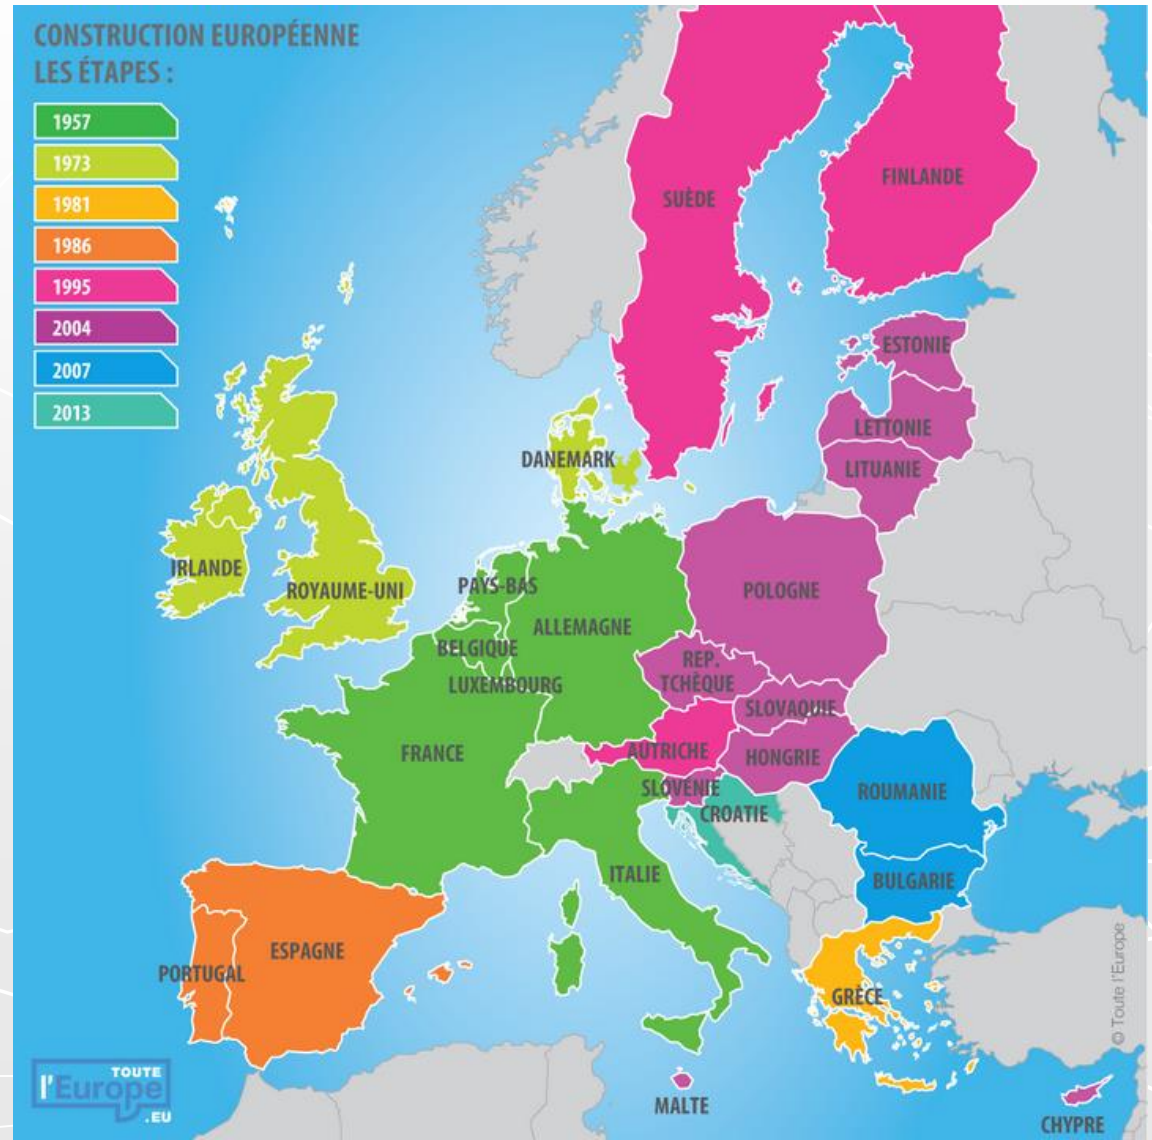 CONSTRUCTION EUROPÉENNE
LES ÉTAPES :
1957
1973
1981
1986
1995
2004
2007
2013
SUÈDE
FINLANDE
ESTONIE
LETTONIE
LITUANIE
DANEMARK
IRLANDE
ROYAUME-UNI
PAYS-BAS
ALLEMAGNE
POLOGNE
BELGIQUE
LUXEMBOURG
REP.
TCHÈQUE
SLOVAQUIE
FRANCE
AUTRICHE
HONGRIE
SLOVÉNIE
CROATIE
ROUMANIE
ITALIE
BULGARIE
ESPAGNE
PORTUGAL
GRÈCE
MALTE
CHYPRE
© Toute l'Europe
TOUTE
l'Europe
.EU